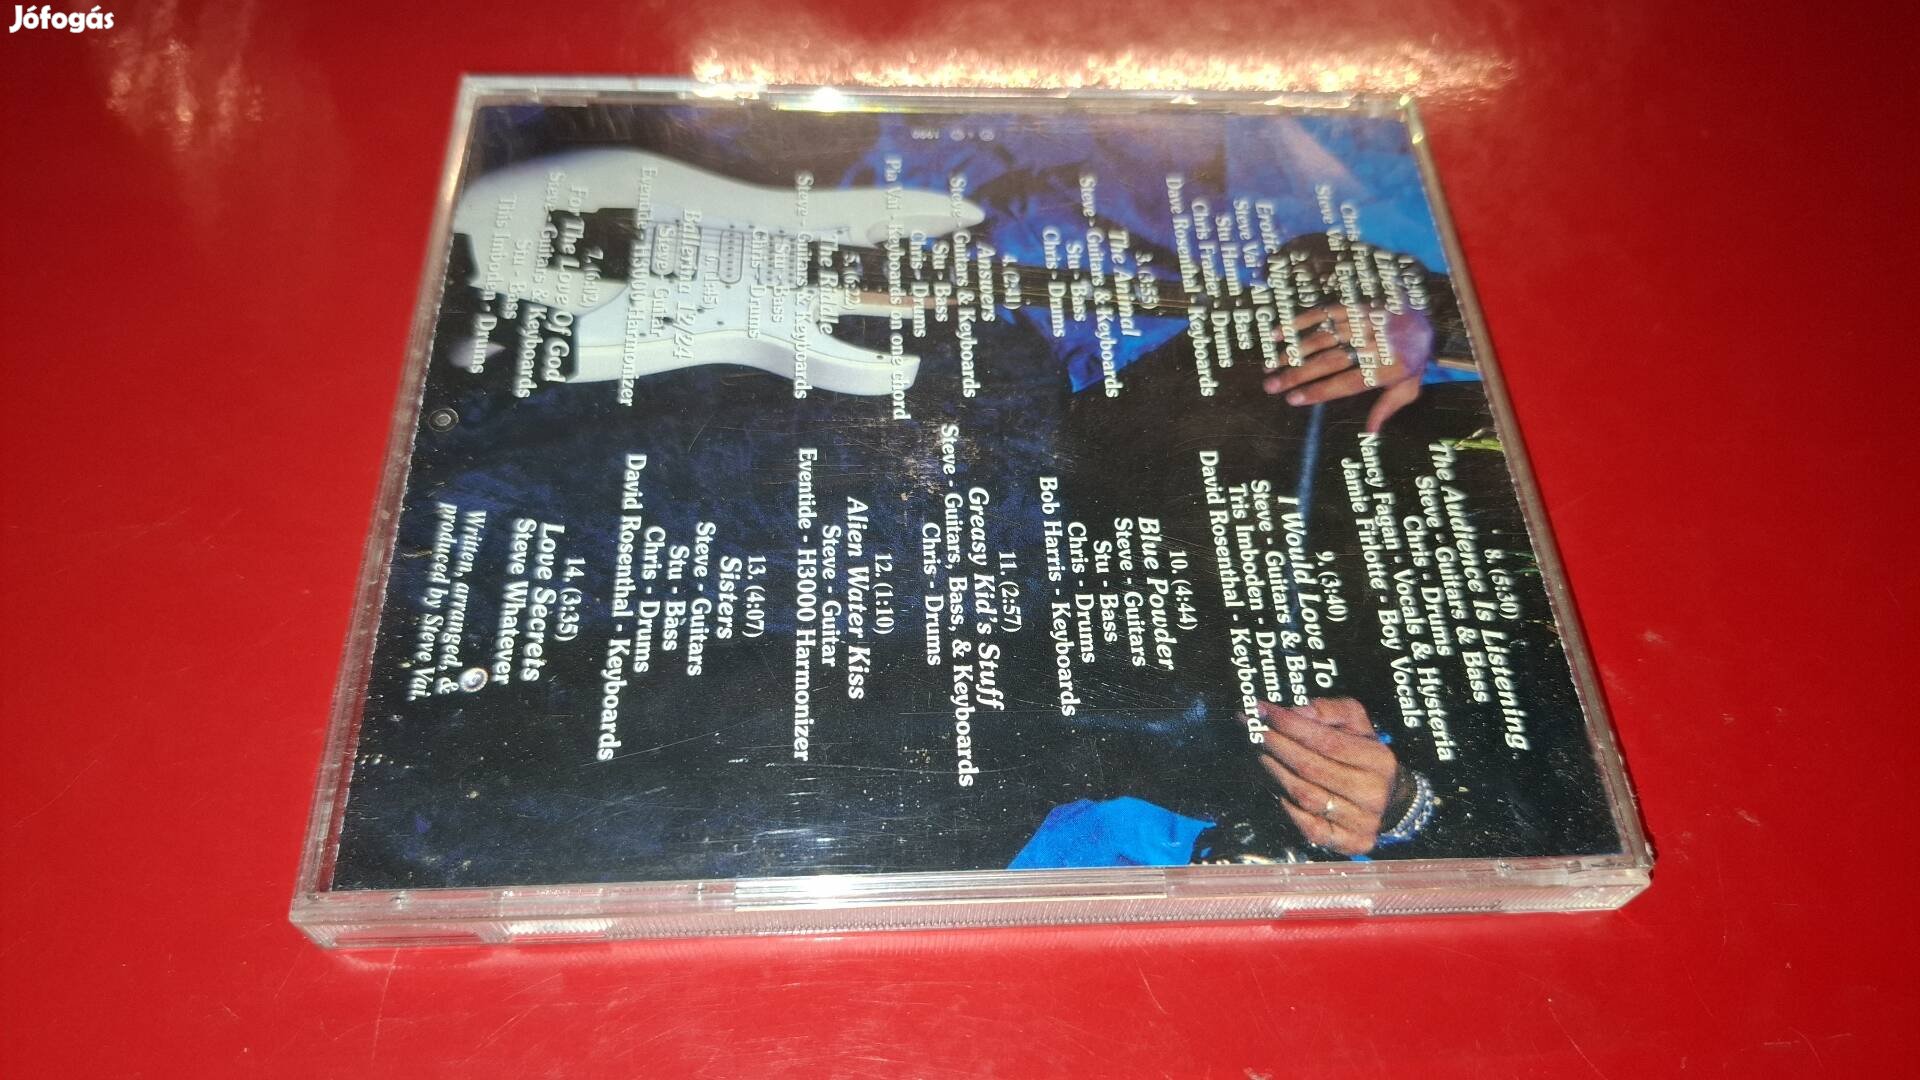 Jófogás
1. (2:09)
Liberty
Chris Frazier - Drums
Steve Vai - Everything Else
2. (4:13)
Erotic Nightmares
Steve Vai - All Guitars
Stu Hamm - Bass
Chris Frazier - Drums
Dave Rosenthal - Keyboards
3. (3:55)
The Animal
Steve - Guitars & Keyboards
Stu - Bass
Chris - Drums
4. (2:41)
Answers
Steve - Guitars & Keyboards
Stu - Bass
Chris - Drums
Pia Vai - Keyboards on one chord
5. (6:22)
The Riddle
Steve - Guitars & Keyboards
Stu - Bass
Chris - Drums
Ballerina 12/24
Steve - Guitar
Eventide - H3000 Harmonizer
7. (6:02)
For The Love Of God
Steve - Guitars & Keyboards
Stu - Bass
Tris Imboden - Drums
8. (5:30)
The Audience Is Listening
Steve - Guitars & Bass
Chris - Drums
Nancy Fagan - Vocals & Hysteria
Jamie Firlotte - Boy Vocals
9. (3:40)
I Would Love To
Steve - Guitars & Bass
Tris Imboden - Drums
David Rosenthal - Keyboards
10. (4:44)
Blue Powder
Steve - Guitars
Stu - Bass
Chris - Drums
Bob Harris - Keyboards
11. (2:57)
Greasy Kid's Stuff
Steve - Guitars, Bass, & Keyboards
Chris - Drums
12. (1:10)
Alien Water Kiss
Steve - Guitar
Eventide - H3000 Harmonizer
13. (4:07)
Sisters
Steve - Guitars
Stu - Bass
Chris - Drums
David Rosenthal - Keyboards
14. (3:35)
Love Secrets
Steve Whatever
Written, arranged, &
produced by Steve Vai.
℗ + © 1990